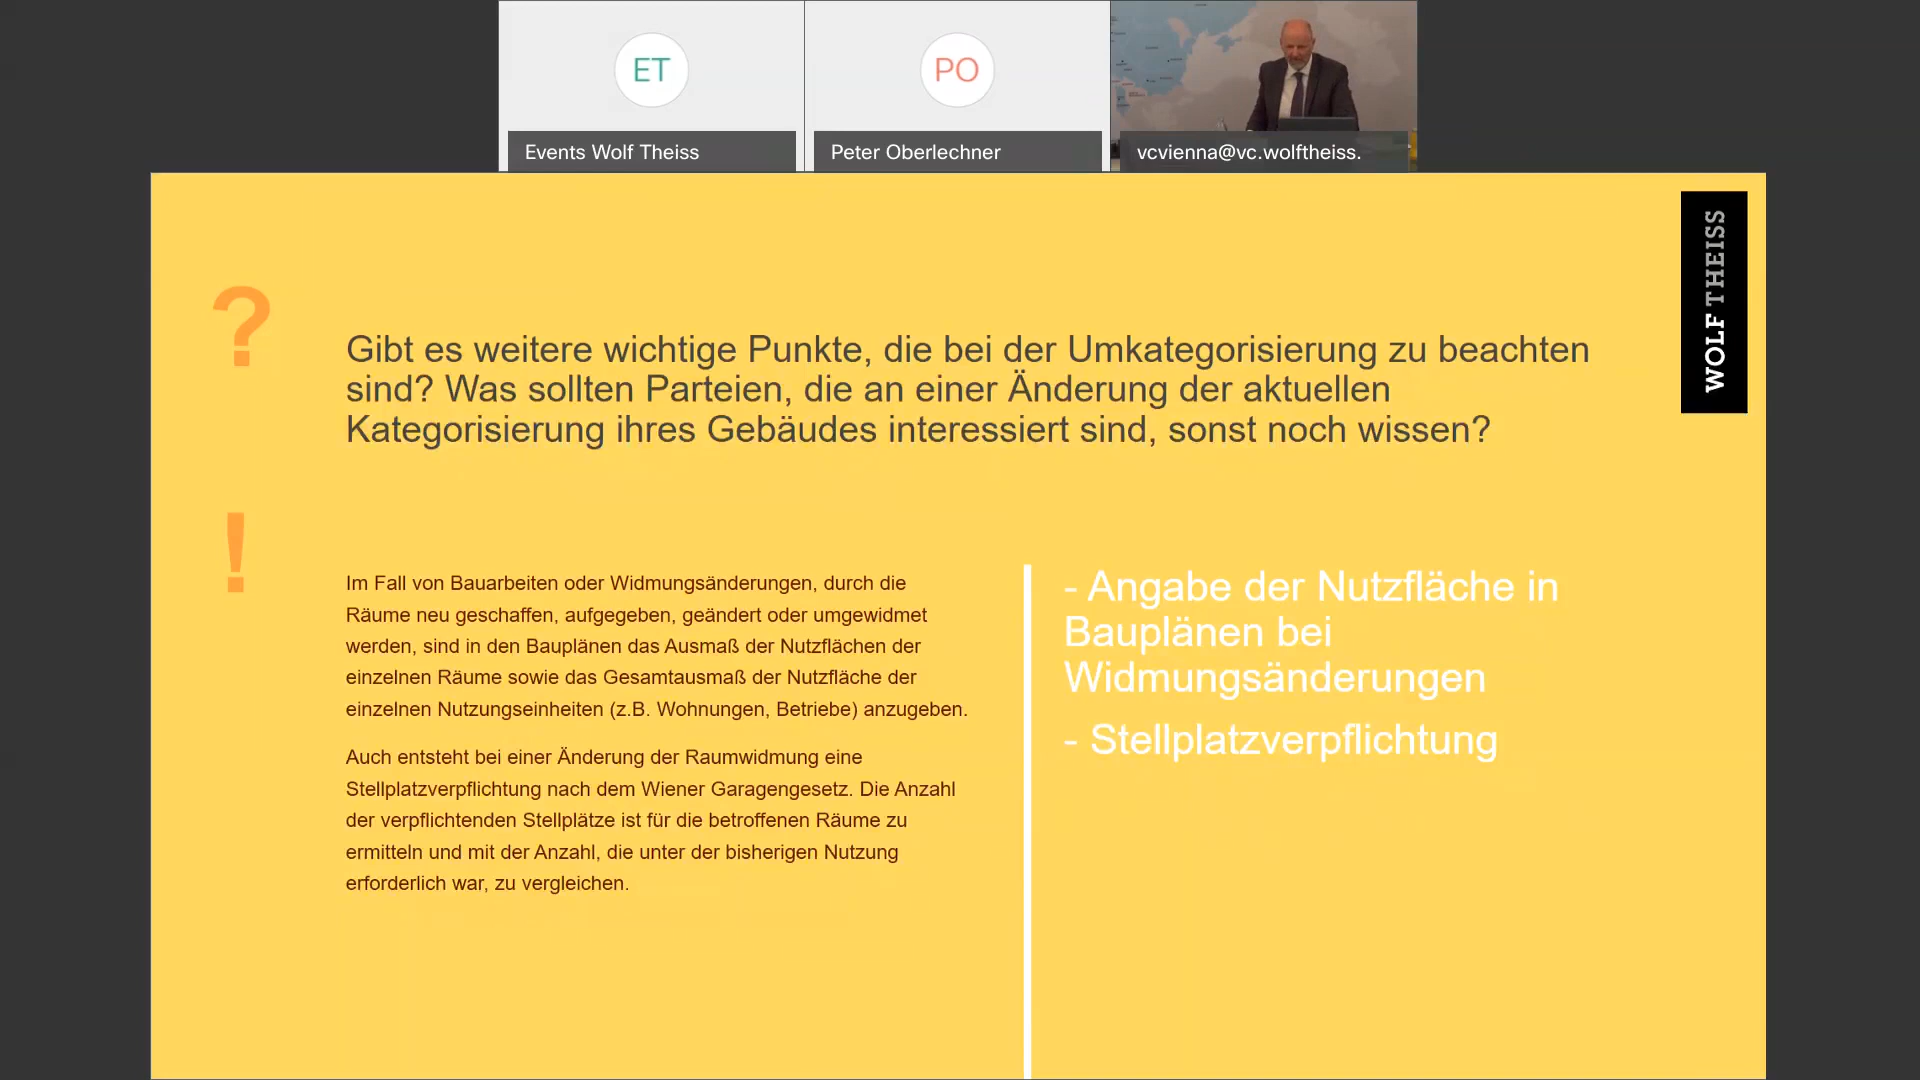 ET
PO
Events Wolf Theiss
Peter Oberlechner
vcvienna@vc.wolftheiss.
WOLF THEISS
?
Gibt es weitere wichtige Punkte, die bei der Umkategorisierung zu beachten
sind? Was sollten Parteien, die an einer Änderung der aktuellen
Kategorisierung ihres Gebäudes interessiert sind, sonst noch wissen?
!
Im Fall von Bauarbeiten oder Widmungsänderungen, durch die
Räume neu geschaffen, aufgegeben, geändert oder umgewidmet
werden, sind in den Bauplänen das Ausmaß der Nutzflächen der
einzelnen Räume sowie das Gesamtausmaß der Nutzfläche der
einzelnen Nutzungseinheiten (z.B. Wohnungen, Betriebe) anzugeben.
Auch entsteht bei einer Änderung der Raumwidmung eine
Stellplatzverpflichtung nach dem Wiener Garagengesetz. Die Anzahl
der verpflichtenden Stellplätze ist für die betroffenen Räume zu
ermitteln und mit der Anzahl, die unter der bisherigen Nutzung
erforderlich war, zu vergleichen.
- Angabe der Nutzfläche in
Bauplänen bei
Widmungsänderungen
- Stellplatzverpflichtung